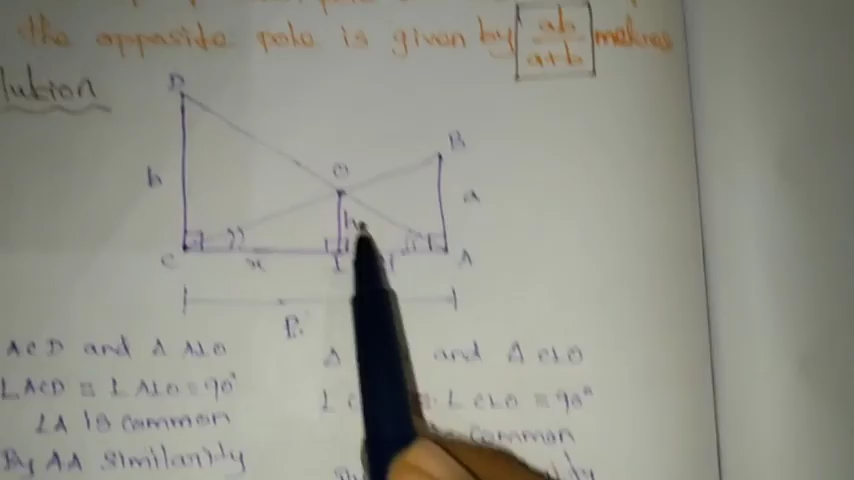 the opposite pole is given by ab/a+b makes
lution
D
B
O
b
h
a
C
x
L
A
P
ACD and Δ ALO
Δ and Δ CLO
∠ACD = ∠ALO = 90°
∠CLO = 90°
∠A is common
common
By AA similarity